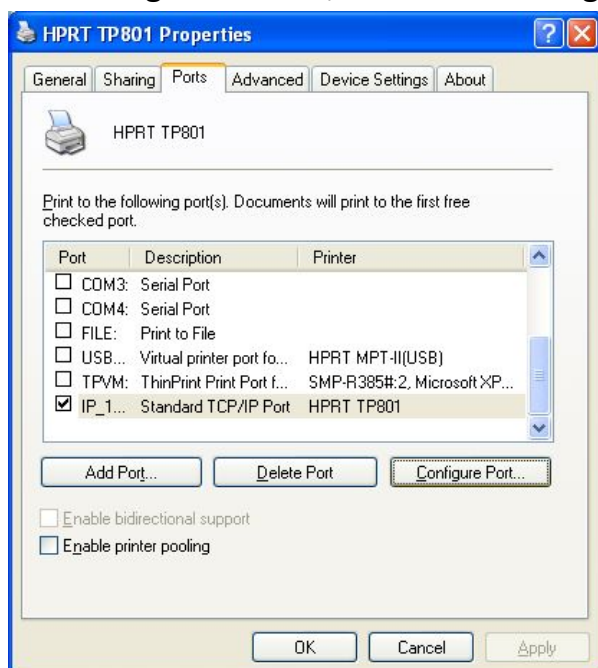 HPRT TP801 Properties
General Sharing Ports Advanced Device Settings About
HPRT TP801
Print to the following port(s). Documents will print to the first free
checked port.
Port Description Printer
COM3: Serial Port
COM4: Serial Port
FILE: Print to File
USB... Virtual printer port fo... HPRT MPT-II(USB)
TPVM: ThinPrint Print Port f... SMP-R385#:2, Microsoft XP...
IP_1... Standard TCP/IP Port HPRT TP801
Add Port... Delete Port Configure Port...
Enable bidirectional support
Enable printer pooling
OK Cancel Apply